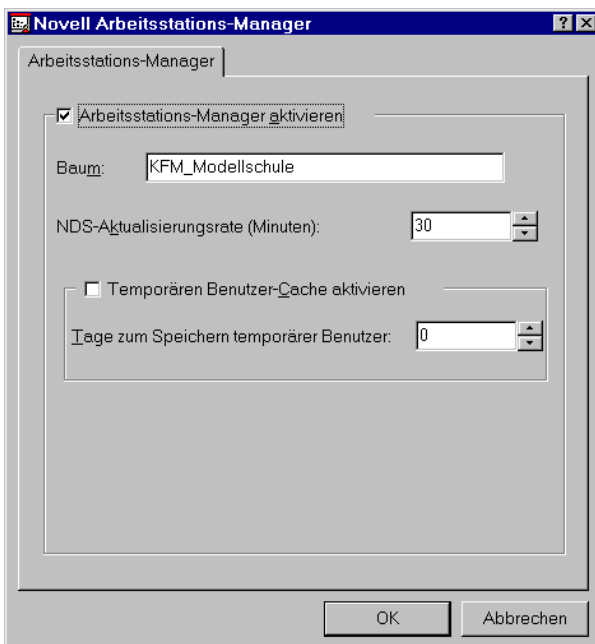 Novell Arbeitsstations-Manager
Arbeitsstations-Manager
Arbeitsstations-Manager aktivieren
Baum: KFM_Modellschule
NDS-Aktualisierungsrate (Minuten): 30
Temporären Benutzer-Cache aktivieren
Tage zum Speichern temporärer Benutzer: 0
OK Abbrechen